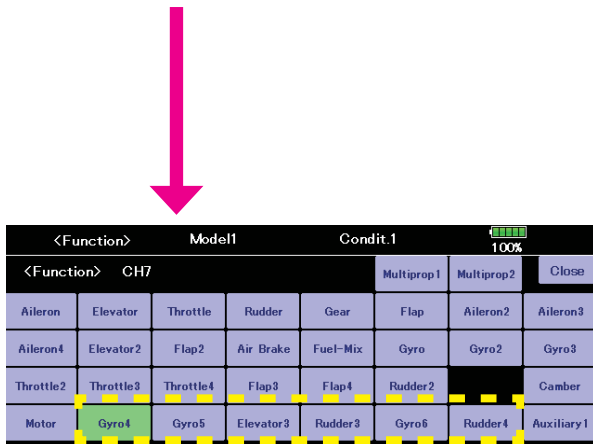 <Function> Model1 Condit.1 100%
<Function> CH7 Multiprop1 Multiprop2 Close
Aileron Elevator Throttle Rudder Gear Flap Aileron2 Aileron3
Aileron4 Elevator2 Flap2 Air Brake Fuel-Mix Gyro Gyro2 Gyro3
Throttle2 Throttle3 Throttle4 Flap3 Flap4 Rudder2 Camber
Motor Gyro4 Gyro5 Elevator3 Rudder3 Gyro6 Rudder4 Auxiliary1